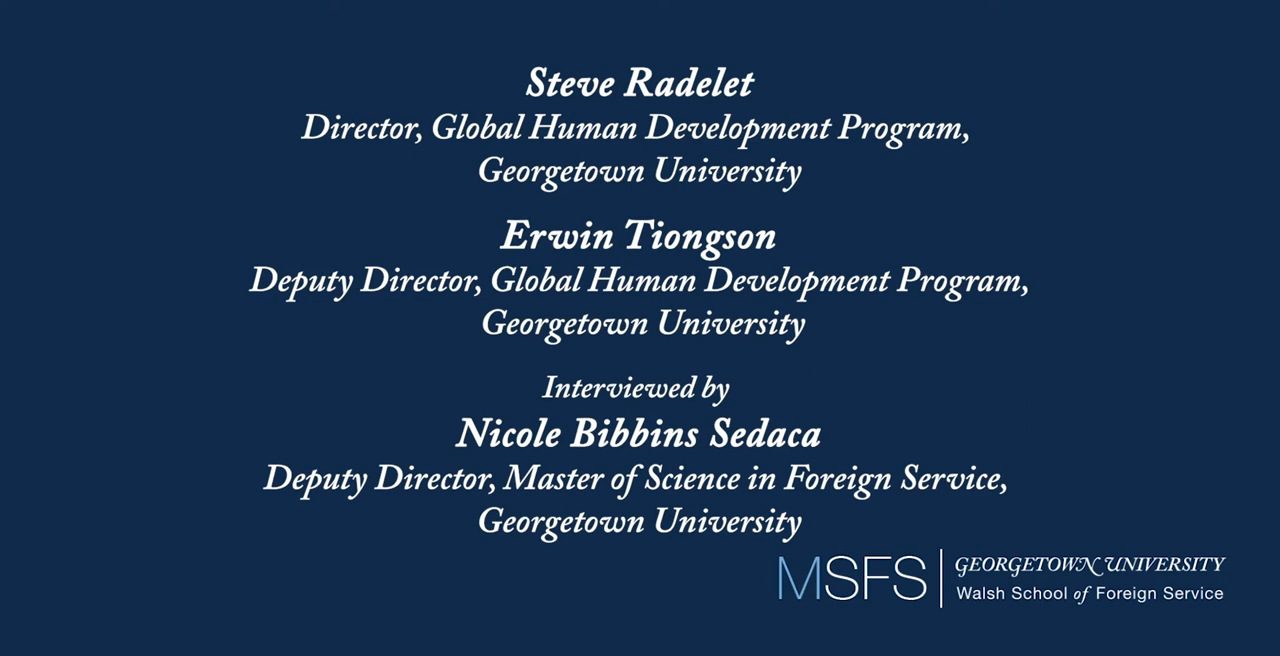 Steve Radelet
Director, Global Human Development Program,
Georgetown University
Erwin Tiongson
Deputy Director, Global Human Development Program,
Georgetown University
Interviewed by
Nicole Bibbins Sedaca
Deputy Director, Master of Science in Foreign Service,
Georgetown University
MSFS
GEORGETOWN UNIVERSITY
Walsh School of Foreign Service